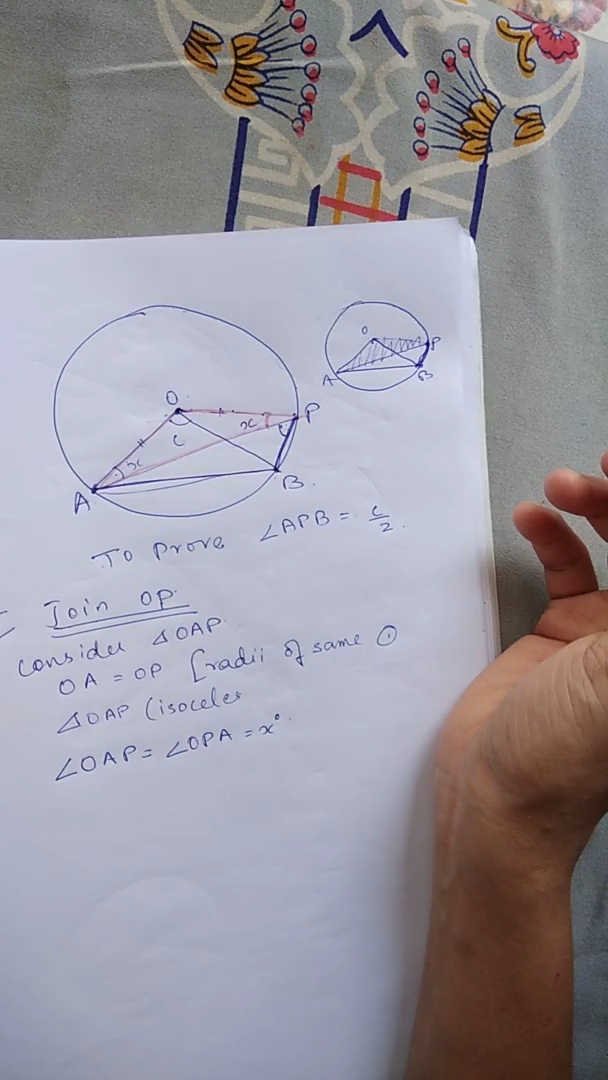 O
P
A
B
O
x
P
x
c
A
B.
To prove ∠APB = c/2.
Join OP.
consider ΔOAP.
OA = OP [radii of same ⊙
ΔOAP (isoceles
∠OAP = ∠OPA = x°.